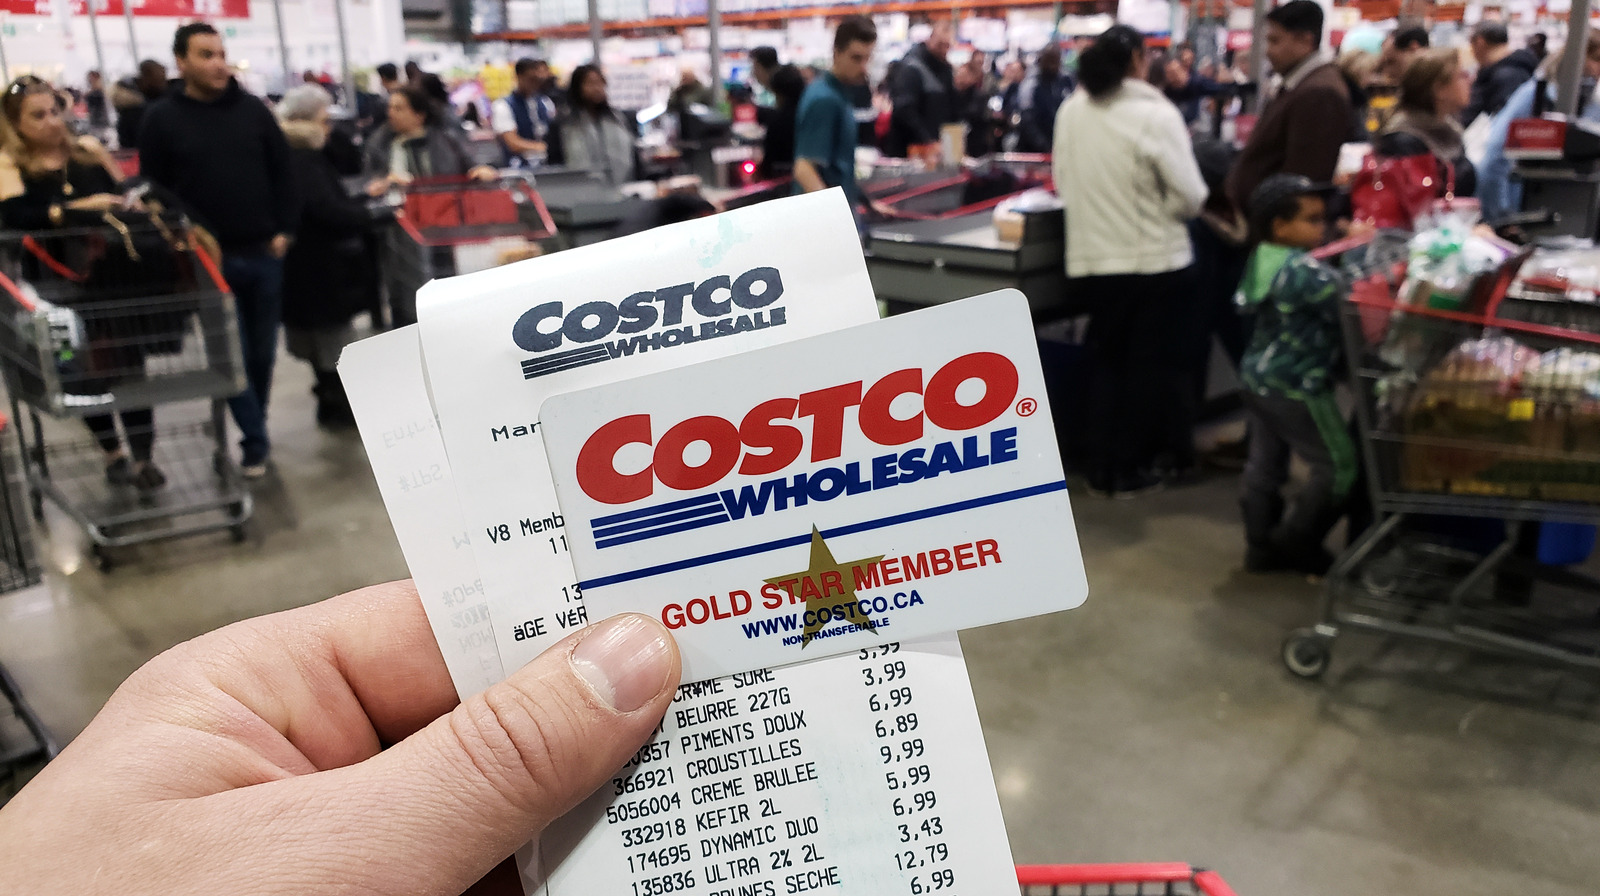 COSTCO
WHOLESALE
Mar
V8 Memb
11
13
äGE VÉR
COSTCO®
WHOLESALE
GOLD STAR MEMBER
WWW.COSTCO.CA
NON-TRANSFERABLE
CR¥ME SURE 3,99
BEURRE 227G 3,99
0357 PIMENTS DOUX 6,99
366921 CROUSTILLES 6,89
5056004 CREME BRULEE 9,99
332918 KEFIR 2L 5,99
174695 DYNAMIC DUO 6,99
135836 ULTRA 2% 2L 3,43
PRUNES SECHE 12,79
6,99